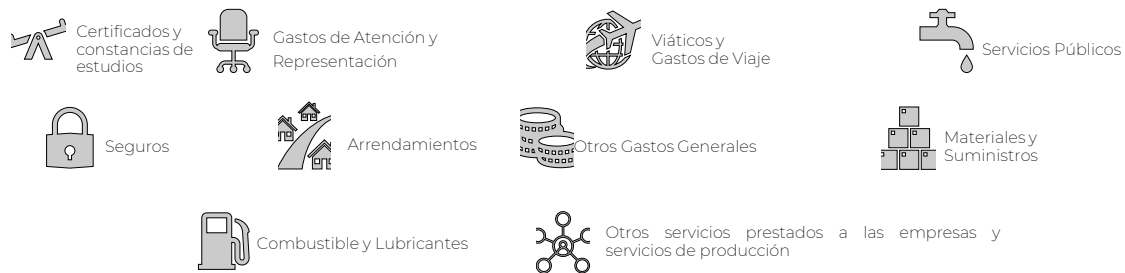 Certificados y
constancias de
estudios
Gastos de Atención y
Representación
Viáticos y
Gastos de Viaje
Servicios Públicos
Seguros
Arrendamientos
Otros Gastos Generales
Materiales y
Suministros
Combustible y Lubricantes
Otros servicios prestados a las empresas y
servicios de producción